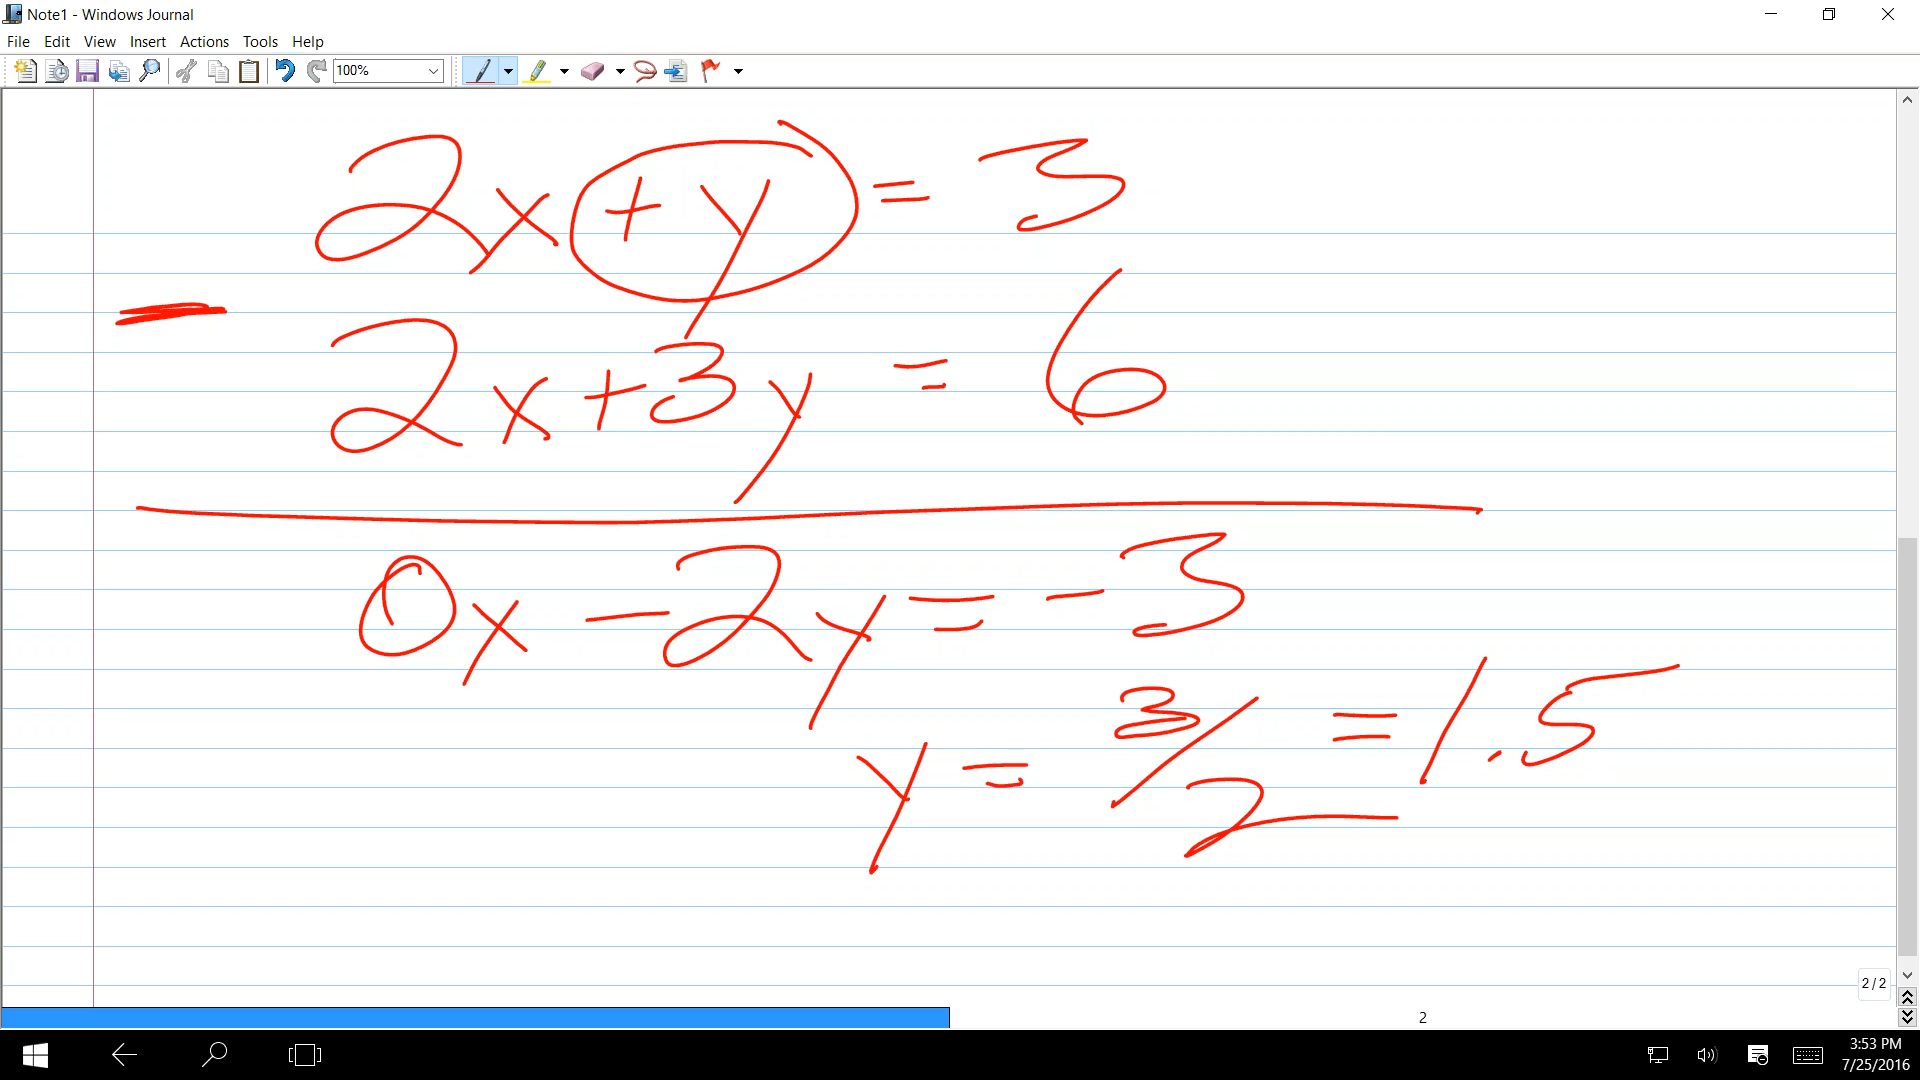 Note1 - Windows Journal
File Edit View Insert Actions Tools Help
100%
2x + y = 3
2x + 3y = 6
0x - 2y = - 3
y = 3/2 = 1.5
2 / 2
2
3:53 PM
7/25/2016